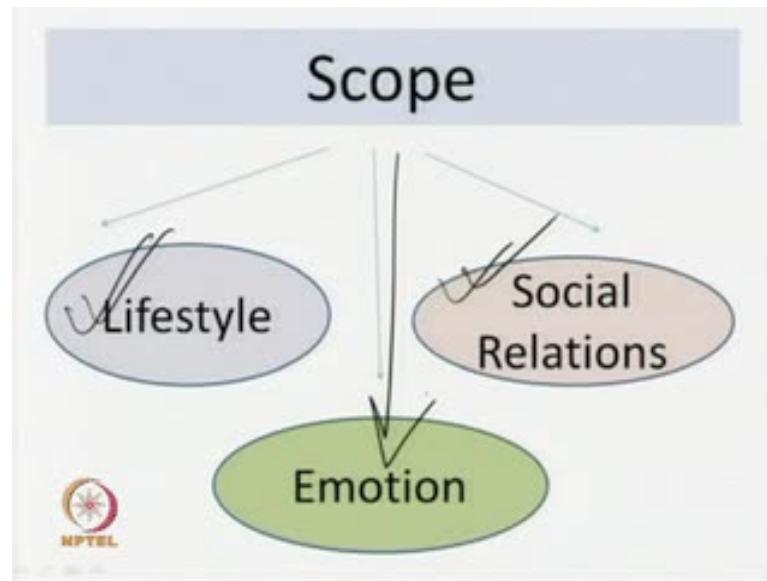 Scope
Lifestyle
Social
Relations
Emotion
NPTEL